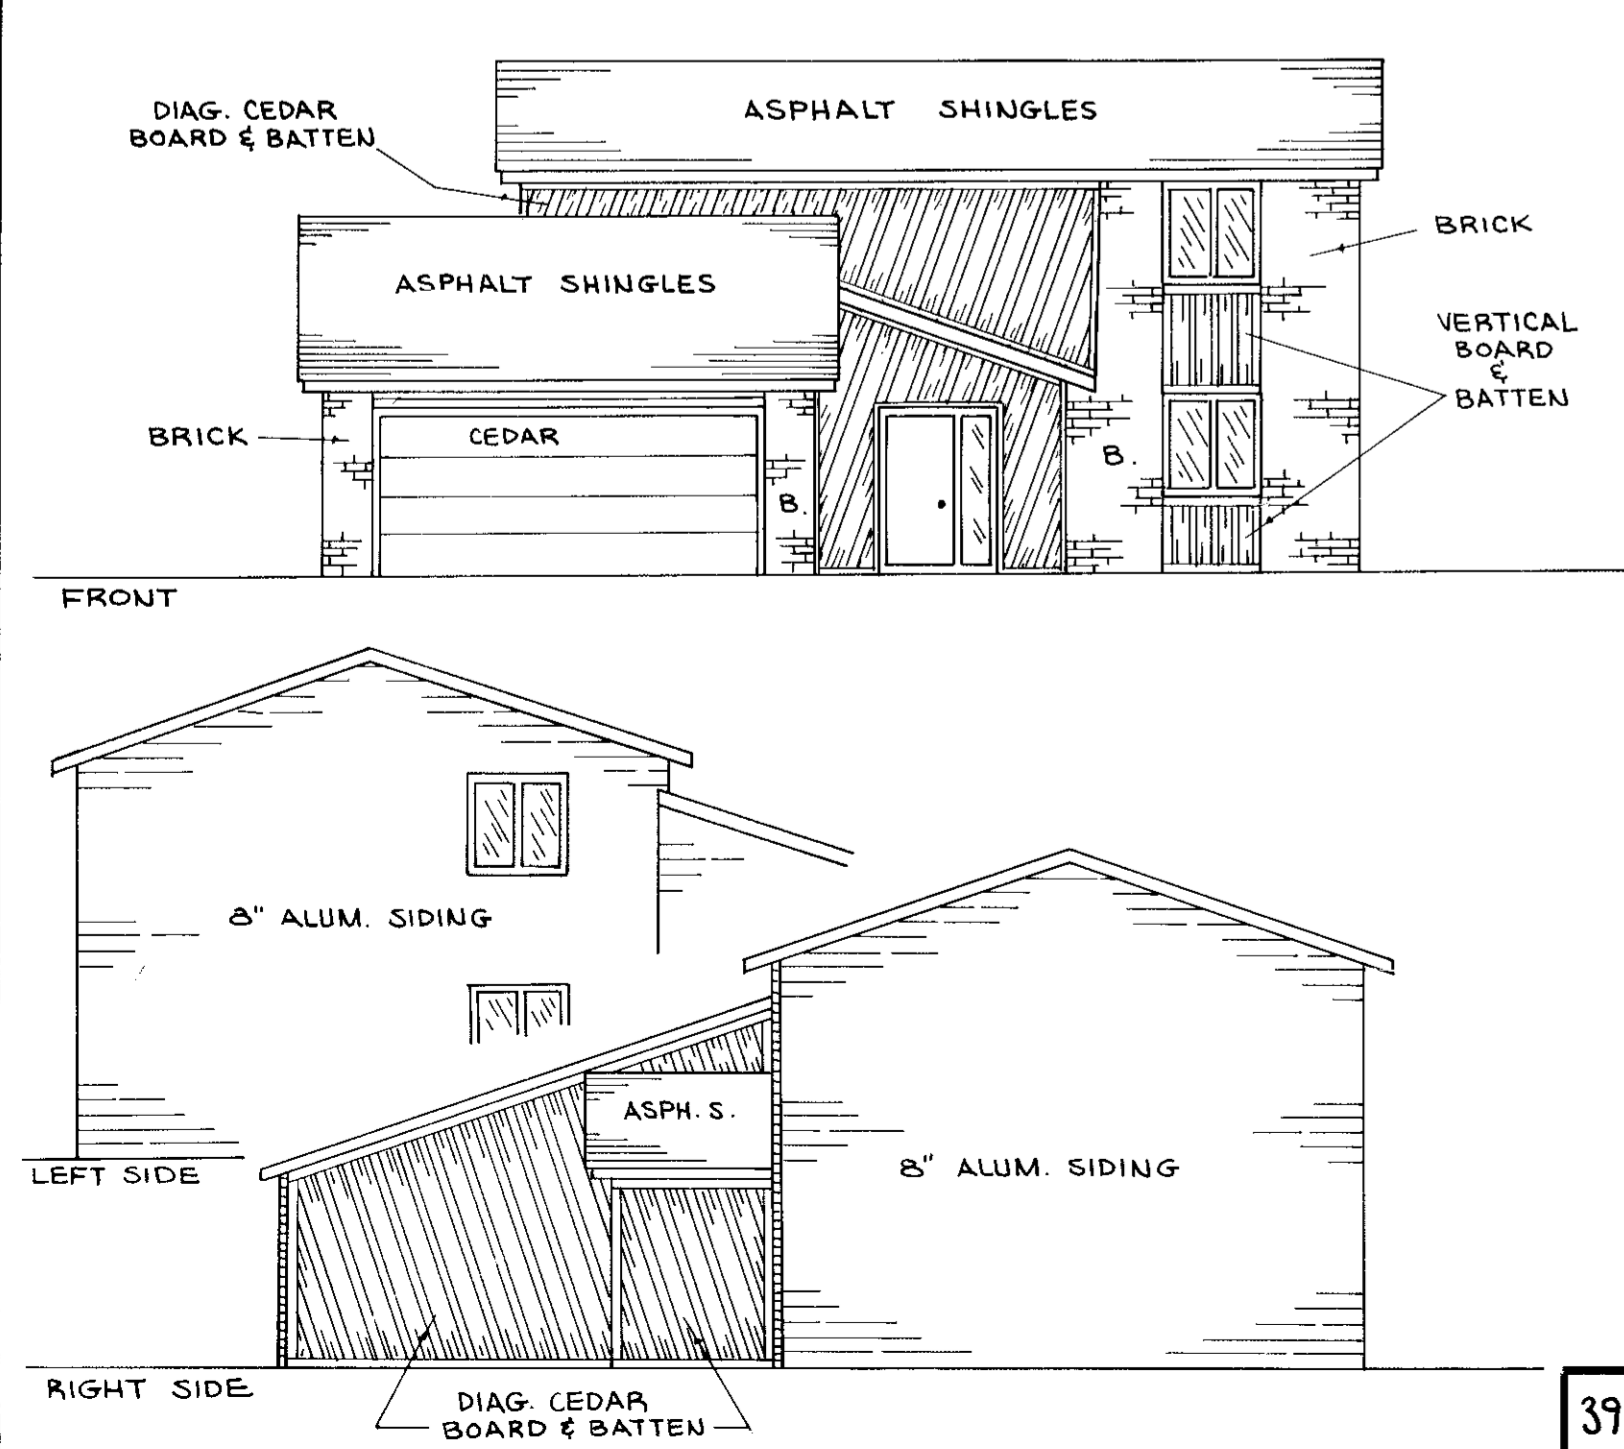 DIAG. CEDAR
BOARD & BATTEN
ASPHALT SHINGLES
ASPHALT SHINGLES
BRICK
VERTICAL
BOARD
&
BATTEN
BRICK
CEDAR
B.
B.
FRONT
8" ALUM. SIDING
LEFT SIDE
ASPH. S.
8" ALUM. SIDING
RIGHT SIDE
DIAG. CEDAR
BOARD & BATTEN
39